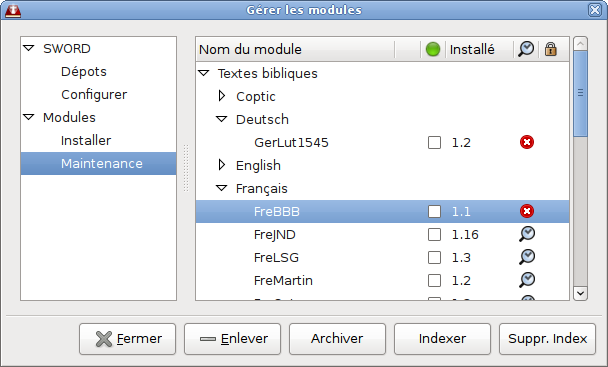 Gérer les modules
SWORD
Dépots
Configurer
Modules
Installer
Maintenance
Nom du module Installé
Textes bibliques
Coptic
Deutsch
GerLut1545 1.2
English
Français
FreBBB 1.1
FreJND 1.16
FreLSG 1.3
FreMartin 1.2
Fermer Enlever Archiver Indexer Suppr. Index